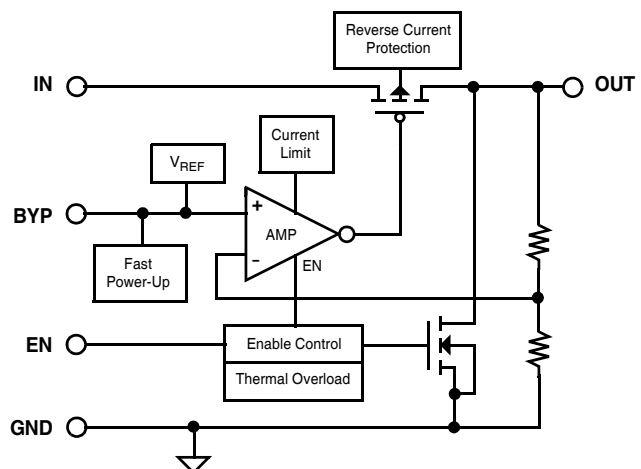 Reverse Current
Protection
IN
OUT
Current
Limit
V_REF
BYP
+
AMP
−
EN
Fast
Power-Up
EN
Enable Control
Thermal Overload
GND